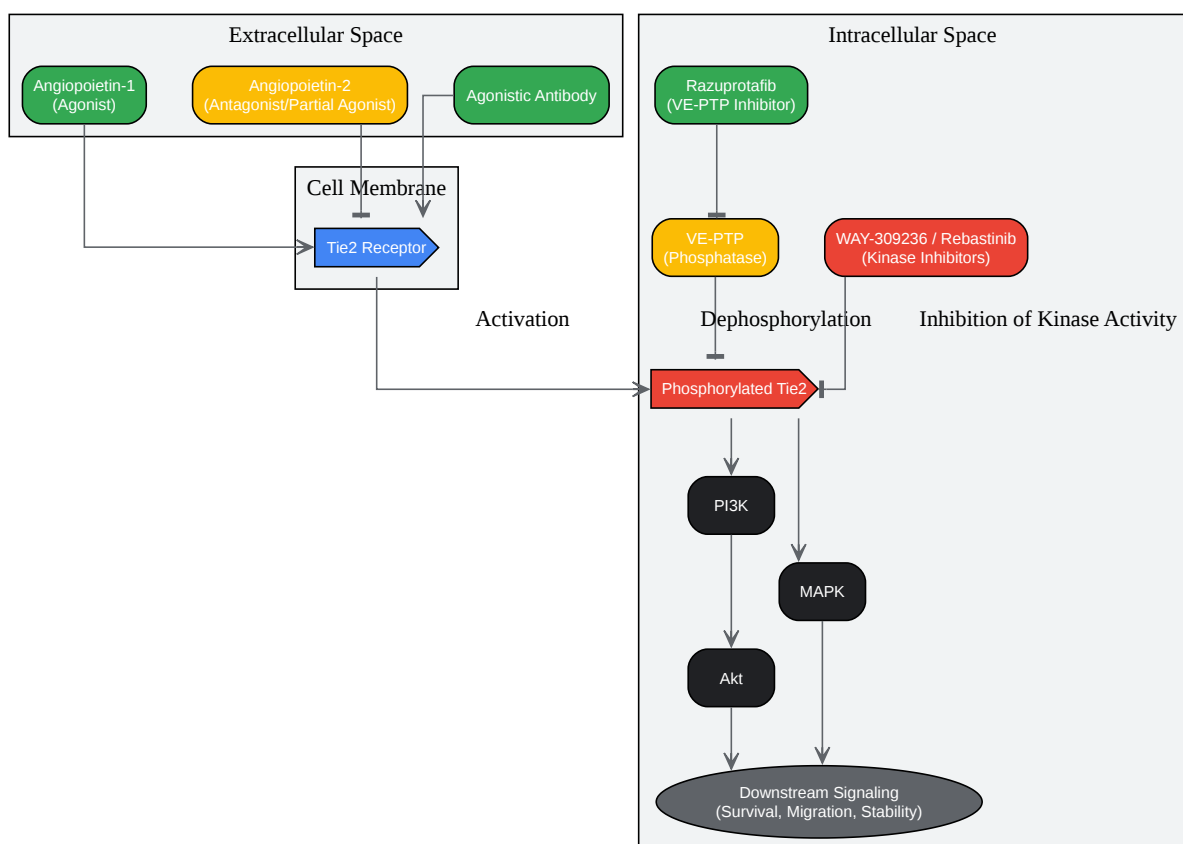 Extracellular Space
Angiopoietin-1
(Agonist)
Angiopoietin-2
(Antagonist/Partial Agonist)
Agonistic Antibody
Cell Membrane
Tie2 Receptor
Activation
Intracellular Space
Razuprotafib
(VE-PTP Inhibitor)
VE-PTP
(Phosphatase)
WAY-309236 / Rebastinib
(Kinase Inhibitors)
Dephosphorylation
Inhibition of Kinase Activity
Phosphorylated Tie2
PI3K
MAPK
Akt
Downstream Signaling
(Survival, Migration, Stability)